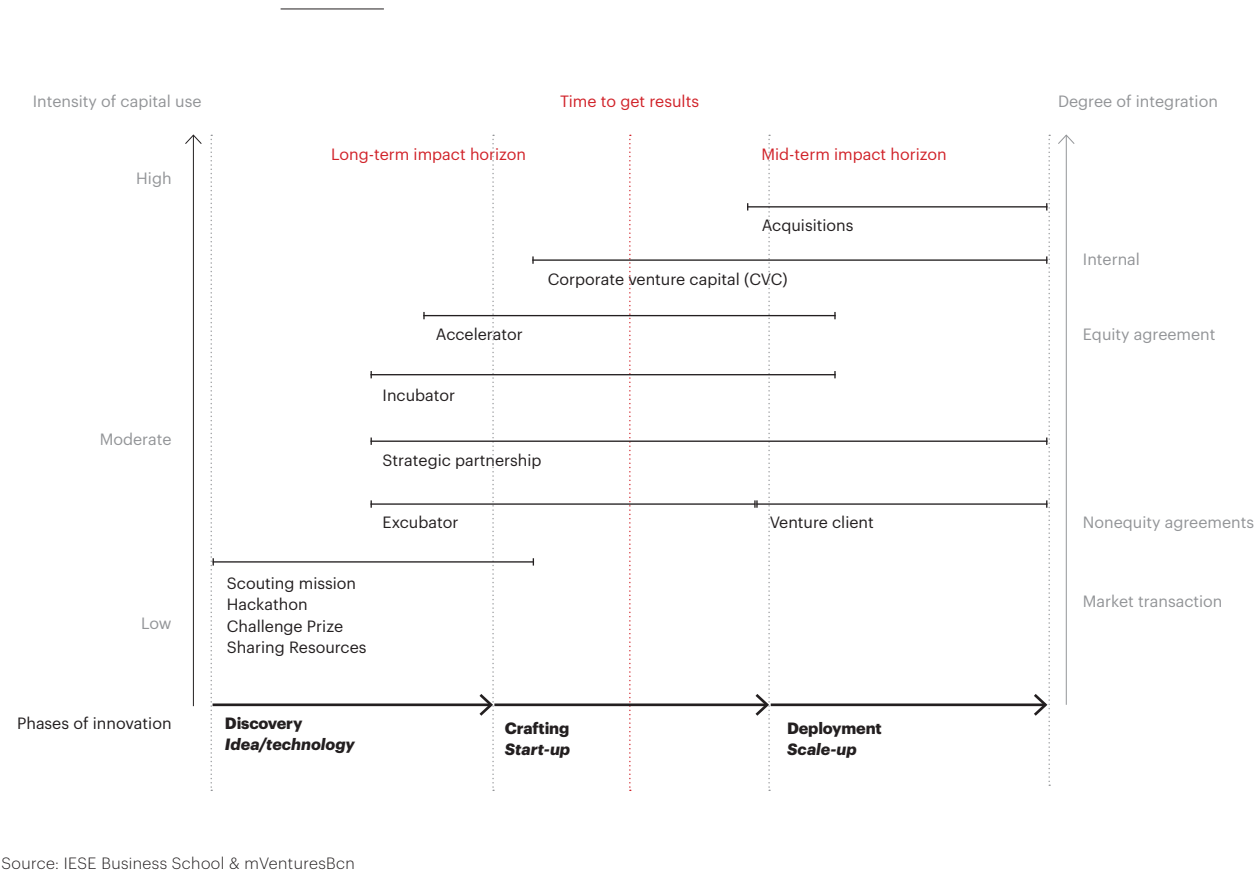 Intensity of capital use
Time to get results
Degree of integration
Long-term impact horizon
Mid-term impact horizon
High
Acquisitions
Internal
Corporate venture capital (CVC)
Accelerator
Equity agreement
Incubator
Moderate
Strategic partnership
Excubator
Venture client
Nonequity agreements
Scouting mission
Hackathon
Challenge Prize
Sharing Resources
Market transaction
Low
Phases of innovation
Discovery
Idea/technology
Crafting
Start-up
Deployment
Scale-up
Source: IESE Business School & mVenturesBcn